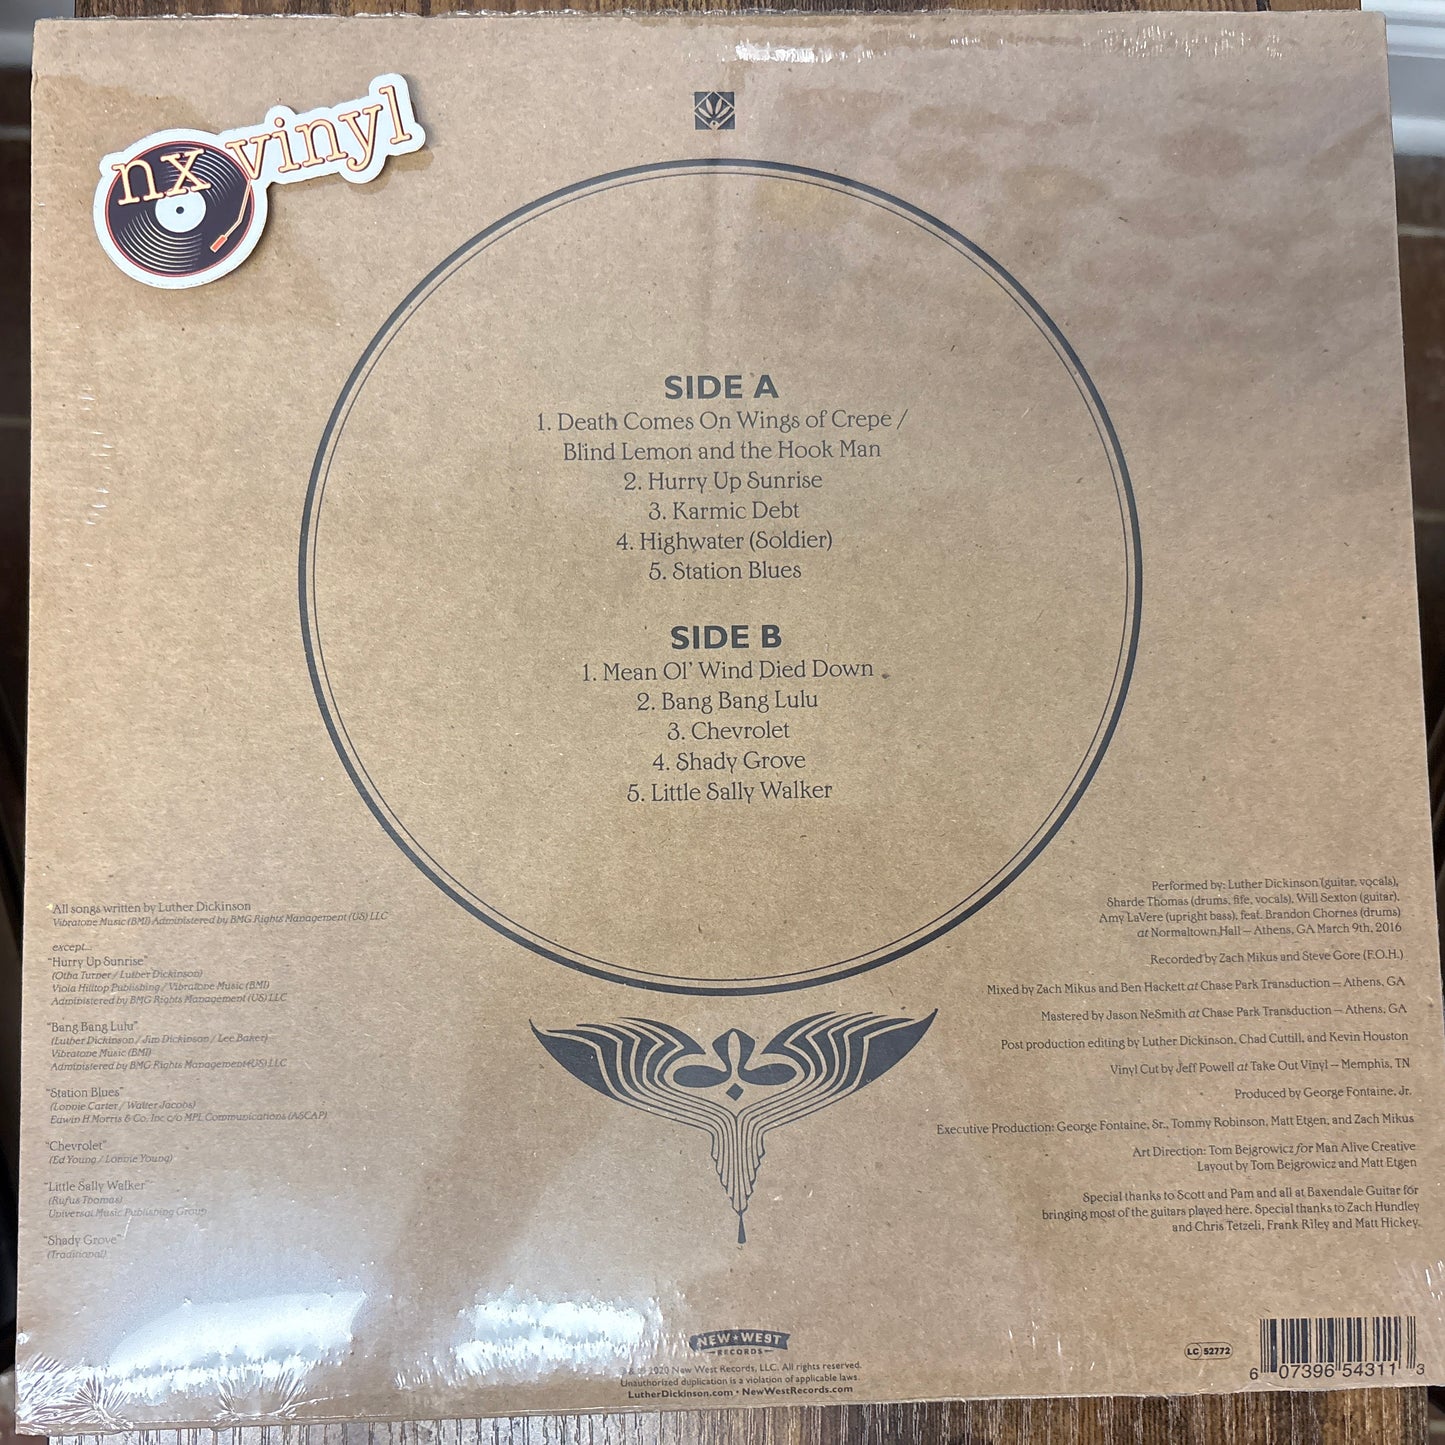 nx vinyl
SIDE A
1. Death Comes On Wings of Crepe /
Blind Lemon and the Hook Man
2. Hurry Up Sunrise
3. Karmic Debt
4. Highwater (Soldier)
5. Station Blues
SIDE B
1. Mean Ol' Wind Died Down
2. Bang Bang Lulu
3. Chevrolet
4. Shady Grove
5. Little Sally Walker
All songs written by Luther Dickinson
Vibratone Music (BMI) Administered by BMG Rights Management (US) LLC
except...
"Hurry Up Sunrise"
(Otha Turner / Luther Dickinson)
Viola Hilltop Publishing / Vibratone Music (BMI)
Administered by BMG Rights Management (US) LLC
"Bang Bang Lulu"
(Luther Dickinson / Jim Dickinson / Lee Baker)
Vibratone Music (BMI)
Administered by BMG Rights Management (US) LLC
"Station Blues"
(Lonnie Carter / Walter Jacobs)
Edwin H Morris & Co. Inc c/o MPL Communications (ASCAP)
"Chevrolet"
(Ed Young / Lonnie Young)
"Little Sally Walker"
(Rufus Thomas)
Universal Music Publishing Group
"Shady Grove"
(Traditional)
Performed by: Luther Dickinson (guitar, vocals),
Sharde Thomas (drums, fife, vocals), Will Sexton (guitar),
Amy LaVere (upright bass), feat. Brandon Chornes (drums)
at Normaltown Hall – Athens, GA March 9th, 2016
Recorded by Zach Mikus and Steve Gore (F.O.H.)
Mixed by Zach Mikus and Ben Hackett at Chase Park Transduction – Athens, GA
Mastered by Jason NeSmith at Chase Park Transduction – Athens, GA
Post production editing by Luther Dickinson, Chad Cuttill, and Kevin Houston
Vinyl Cut by Jeff Powell at Take Out Vinyl – Memphis, TN
Produced by George Fontaine, Jr.
Executive Production: George Fontaine, Sr., Tommy Robinson, Matt Etgen, and Zach Mikus
Art Direction: Tom Bejgrowicz for Man Alive Creative
Layout by Tom Bejgrowicz and Matt Etgen
Special thanks to Scott and Pam and all at Baxendale Guitar for
bringing most of the guitars played here. Special thanks to Zach Hundley
and Chris Tetzeli, Frank Riley and Matt Hickey.
NEW★WEST
RECORDS
2020 New West Records, LLC. All rights reserved.
Unauthorized duplication is a violation of applicable laws.
LutherDickinson.com • NewWestRecords.com
LC 52772
6 07396 54311 3